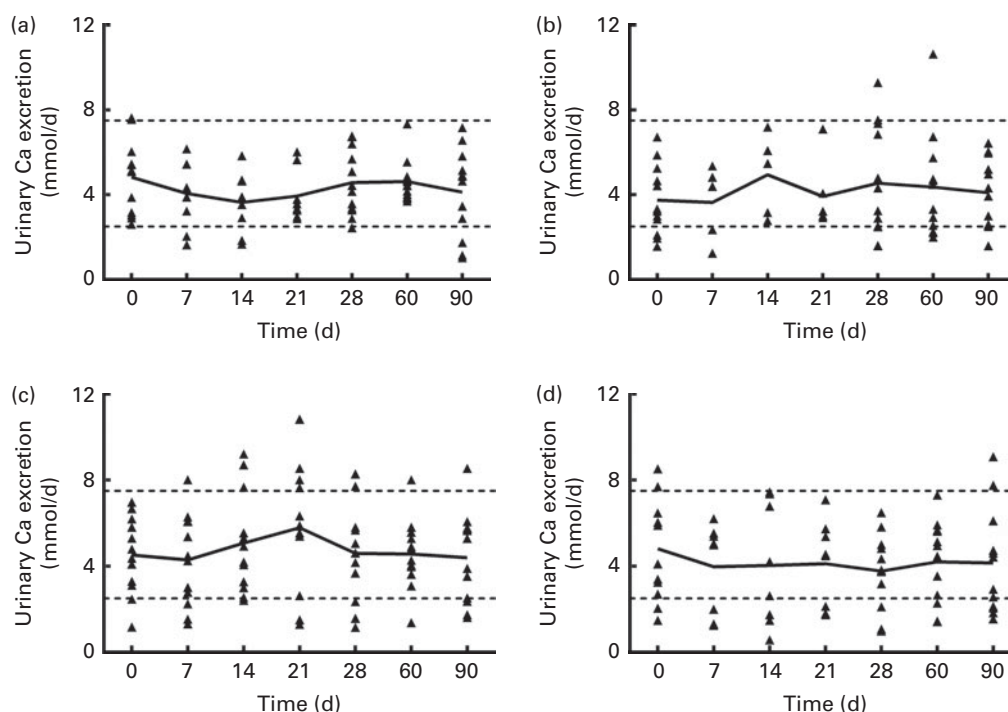 (a)
12
8
4
0
Urinary Ca excretion
(mmol/d)
0 7 14 21 28 60 90
Time (d)
(b)
12
8
4
0
Urinary Ca excretion
(mmol/d)
0 7 14 21 28 60 90
Time (d)
(c)
12
8
4
0
Urinary Ca excretion
(mmol/d)
0 7 14 21 28 60 90
Time (d)
(d)
12
8
4
0
Urinary Ca excretion
(mmol/d)
0 7 14 21 28 60 90
Time (d)